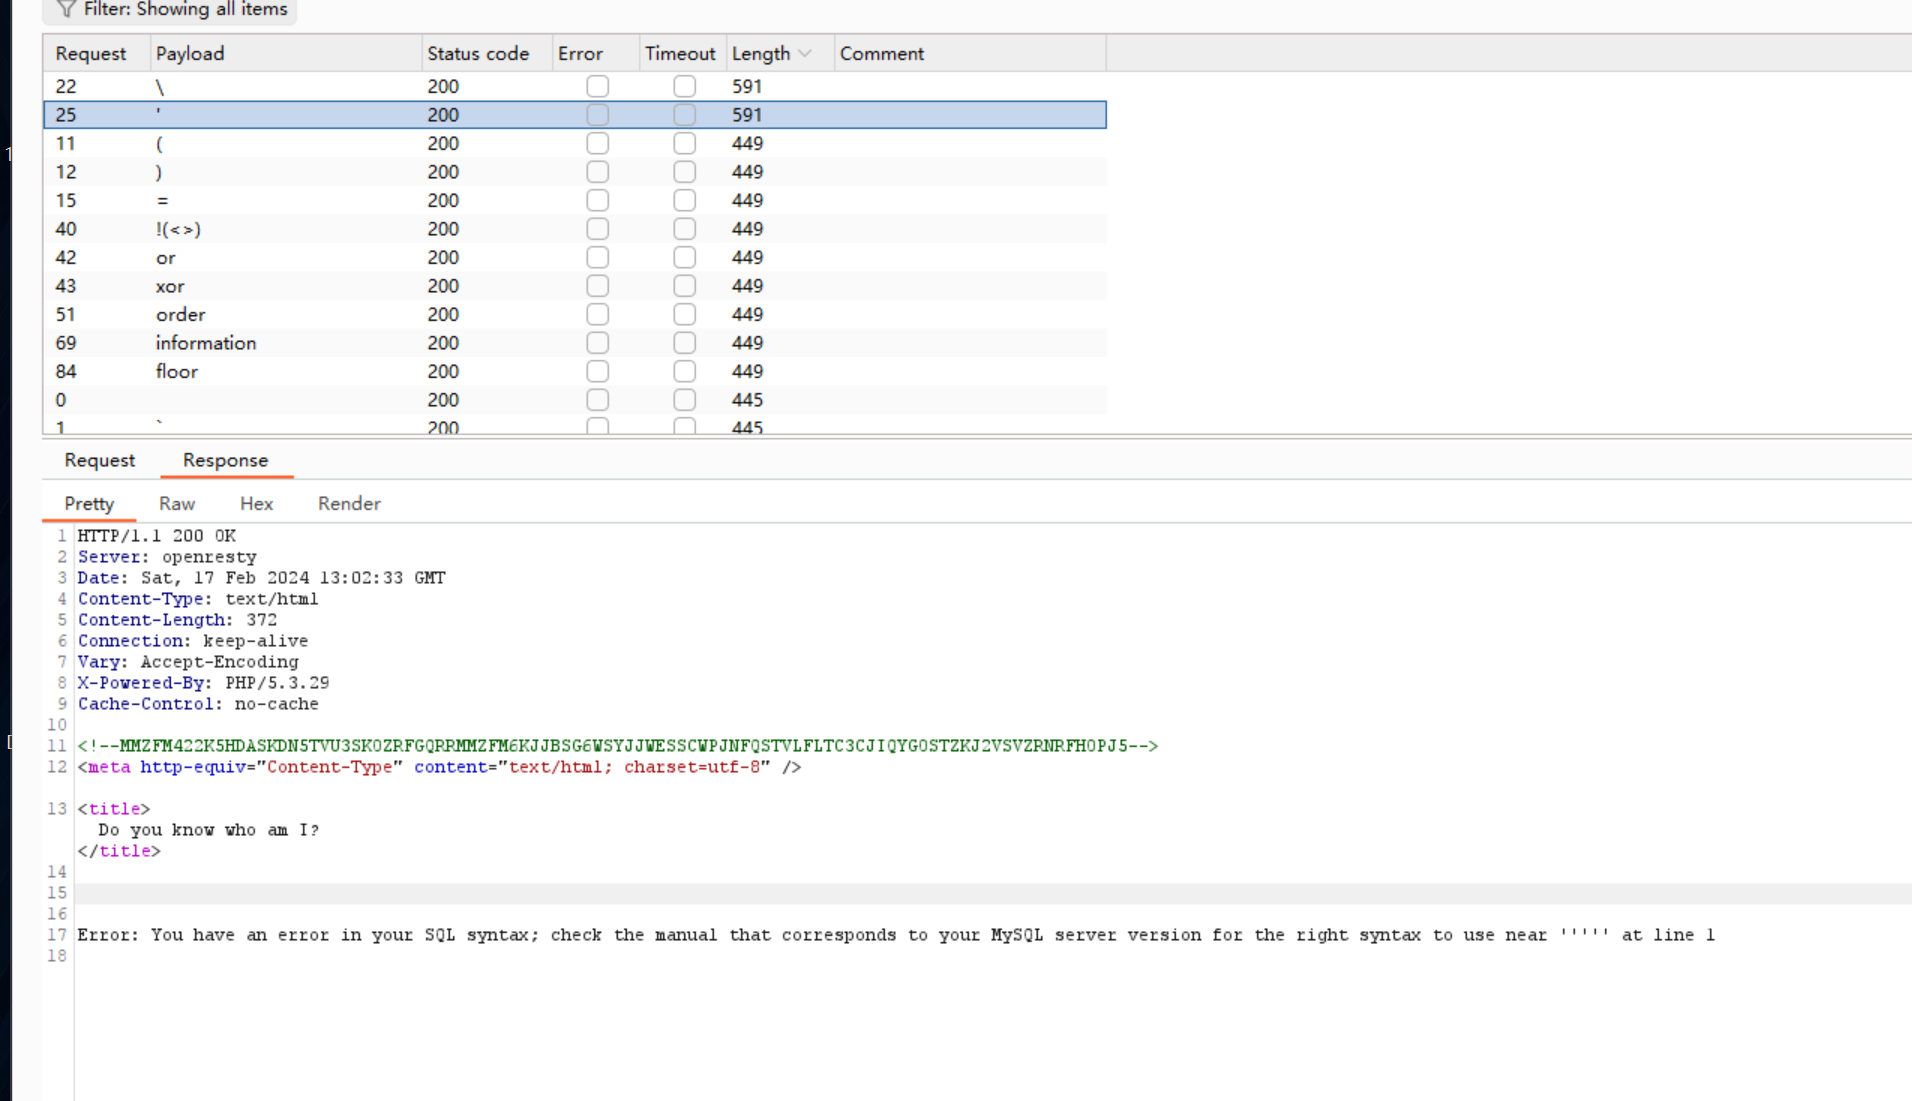 Filter: Showing all items
Request Payload Status code Error Timeout Length Comment
22 \ 200 591
25 ' 200 591
11 ( 200 449
12 ) 200 449
15 = 200 449
40 !(<>) 200 449
42 or 200 449
43 xor 200 449
51 order 200 449
69 information 200 449
84 floor 200 449
0 200 445
1 ` 200 445
Request Response
Pretty Raw Hex Render
1 HTTP/1.1 200 OK
2 Server: openresty
3 Date: Sat, 17 Feb 2024 13:02:33 GMT
4 Content-Type: text/html
5 Content-Length: 372
6 Connection: keep-alive
7 Vary: Accept-Encoding
8 X-Powered-By: PHP/5.3.29
9 Cache-Control: no-cache
10
11 <!--MMZFM422K5HDASKDN5TVU3SKOZRFGQRRMMZFM6KJJBSG6WSYJJWESSCWPJNFQSTVLFLTC3CJIQYGOSTZKJ2VSVZRNRFHOPJ5-->
12 <meta http-equiv="Content-Type" content="text/html; charset=utf-8" />
13 <title>
Do you know who am I?
</title>
14
15
16
17 Error: You have an error in your SQL syntax; check the manual that corresponds to your MySQL server version for the right syntax to use near ''''' at line 1
18